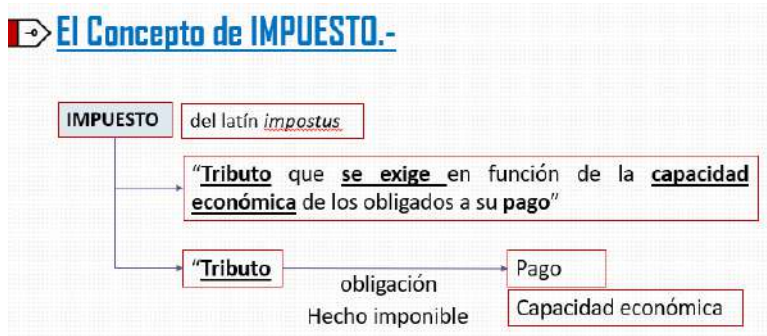 El Concepto de IMPUESTO.-
IMPUESTO
del latín impostus
“Tributo que se exige en función de la capacidad
económica de los obligados a su pago”
“Tributo
obligación
Hecho imponible
Pago
Capacidad económica